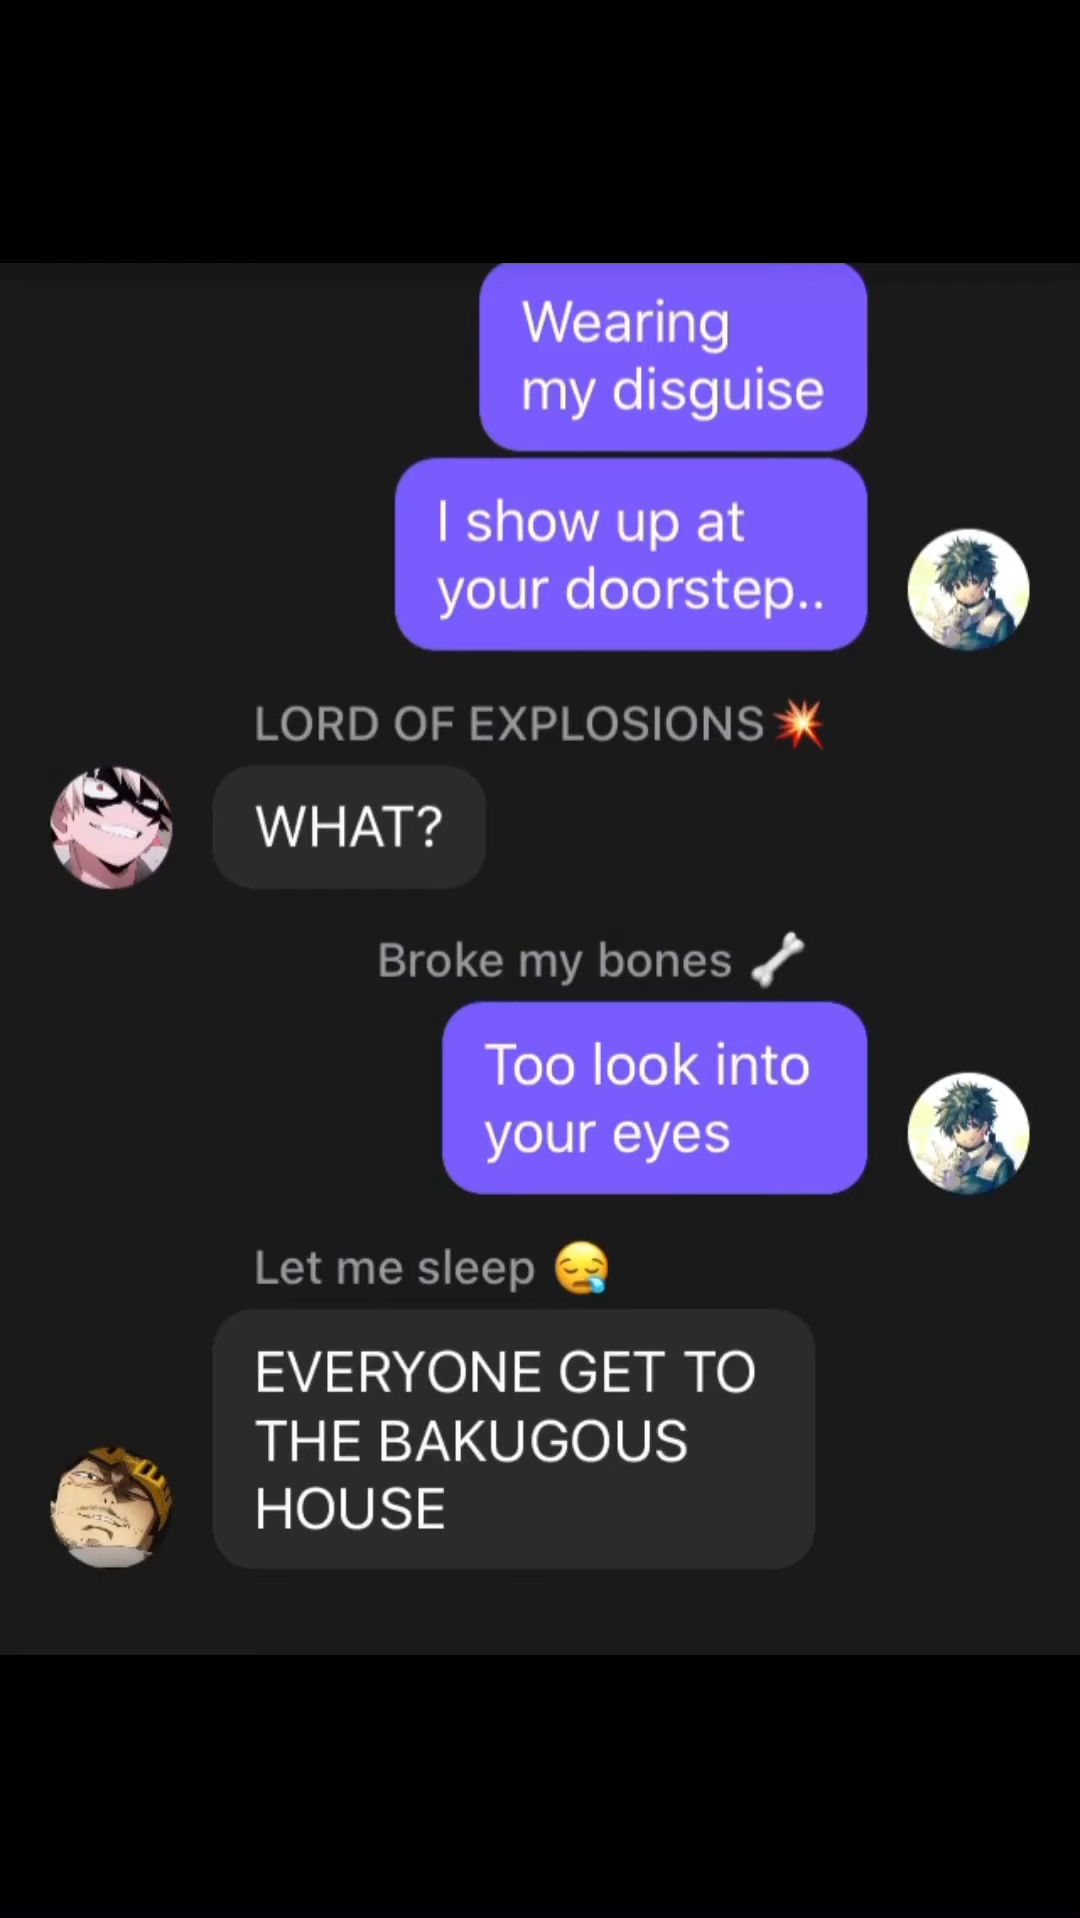 Wearing
my disguise
I show up at
your doorstep..
LORD OF EXPLOSIONS💥
WHAT?
Broke my bones 🦴
Too look into
your eyes
Let me sleep 😪
EVERYONE GET TO
THE BAKUGOUS
HOUSE